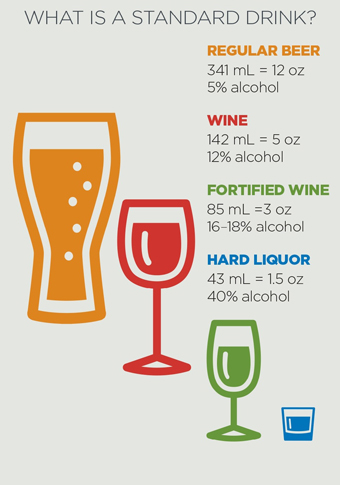 WHAT IS A STANDARD DRINK?
REGULAR BEER
341 mL = 12 oz
5% alcohol
WINE
142 mL = 5 oz
12% alcohol
FORTIFIED WINE
85 mL =3 oz
16-18% alcohol
HARD LIQUOR
43 mL = 1.5 oz
40% alcohol